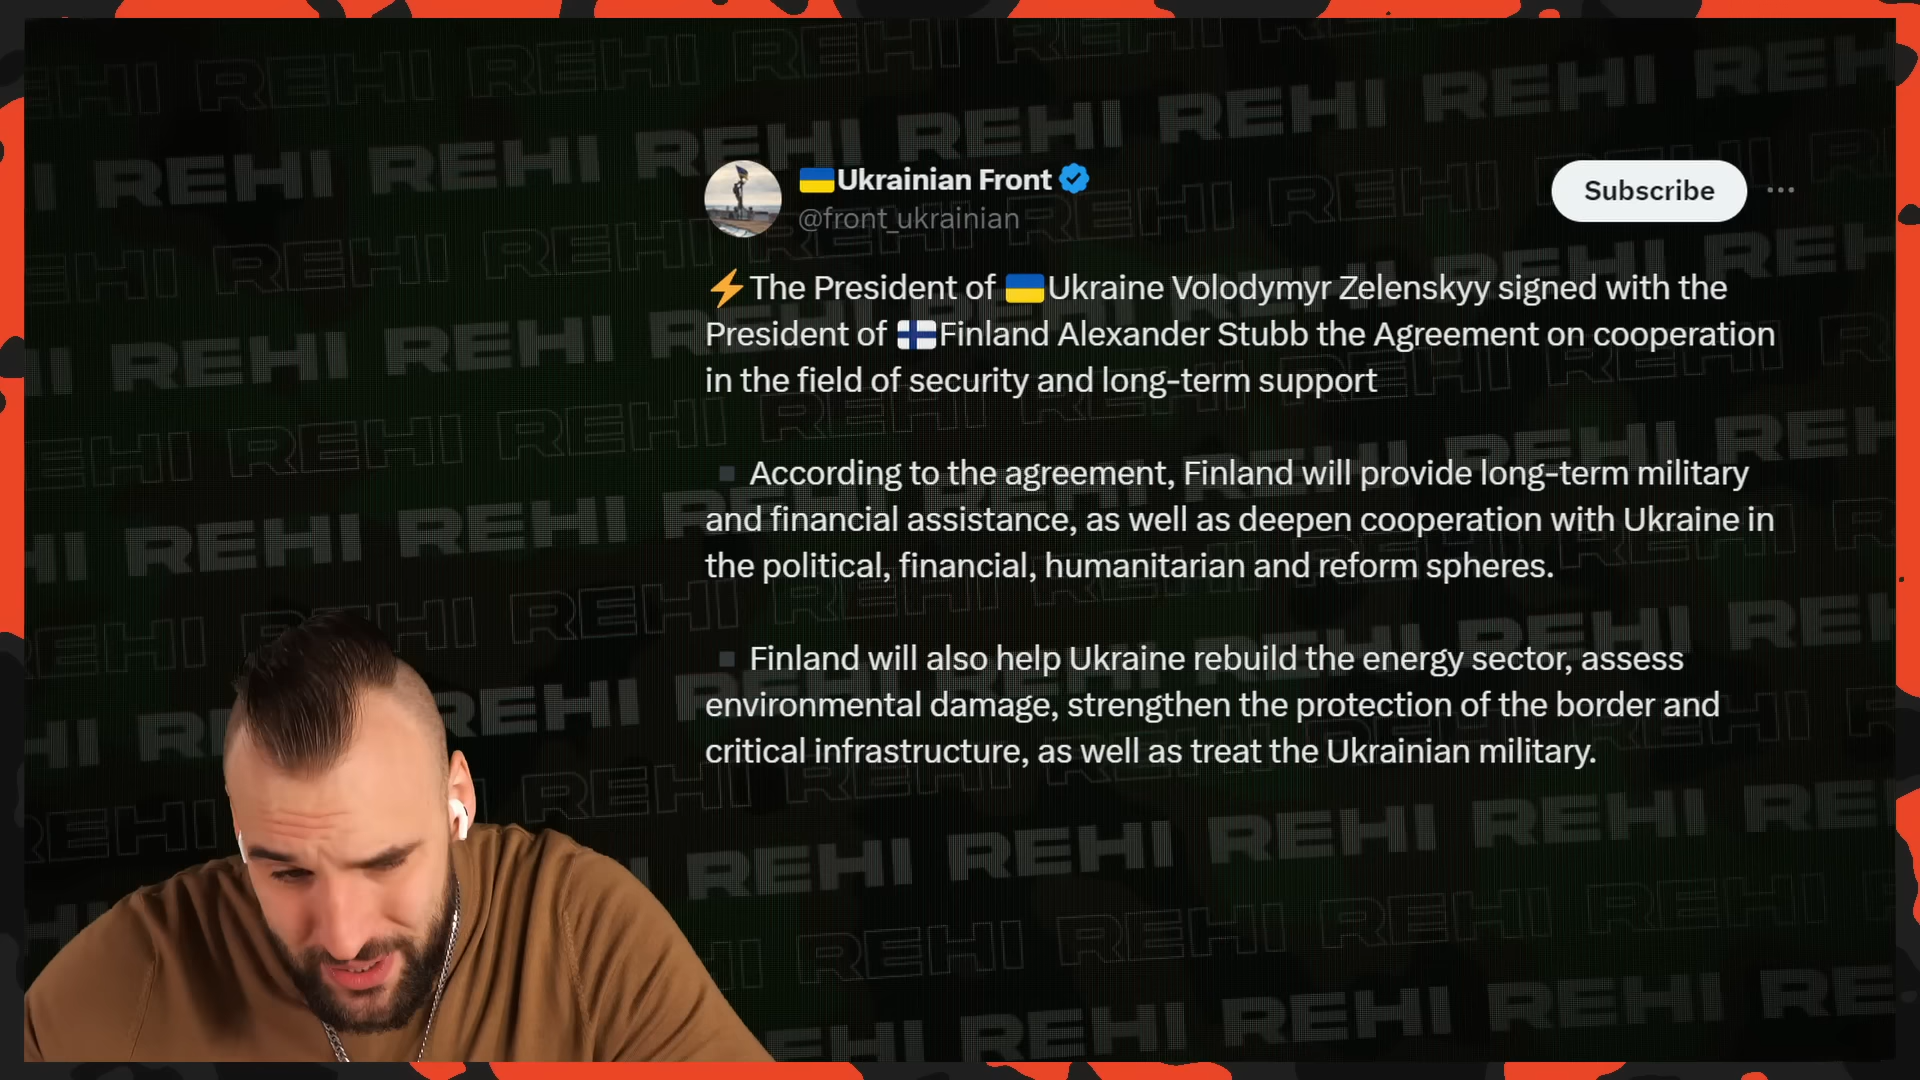 🇺🇦Ukrainian Front
@front_ukrainian
Subscribe
⚡The President of 🇺🇦Ukraine Volodymyr Zelenskyy signed with the
President of 🇫🇮Finland Alexander Stubb the Agreement on cooperation
in the field of security and long-term support
▪️According to the agreement, Finland will provide long-term military
and financial assistance, as well as deepen cooperation with Ukraine in
the political, financial, humanitarian and reform spheres.
▪️Finland will also help Ukraine rebuild the energy sector, assess
environmental damage, strengthen the protection of the border and
critical infrastructure, as well as treat the Ukrainian military.
REHI